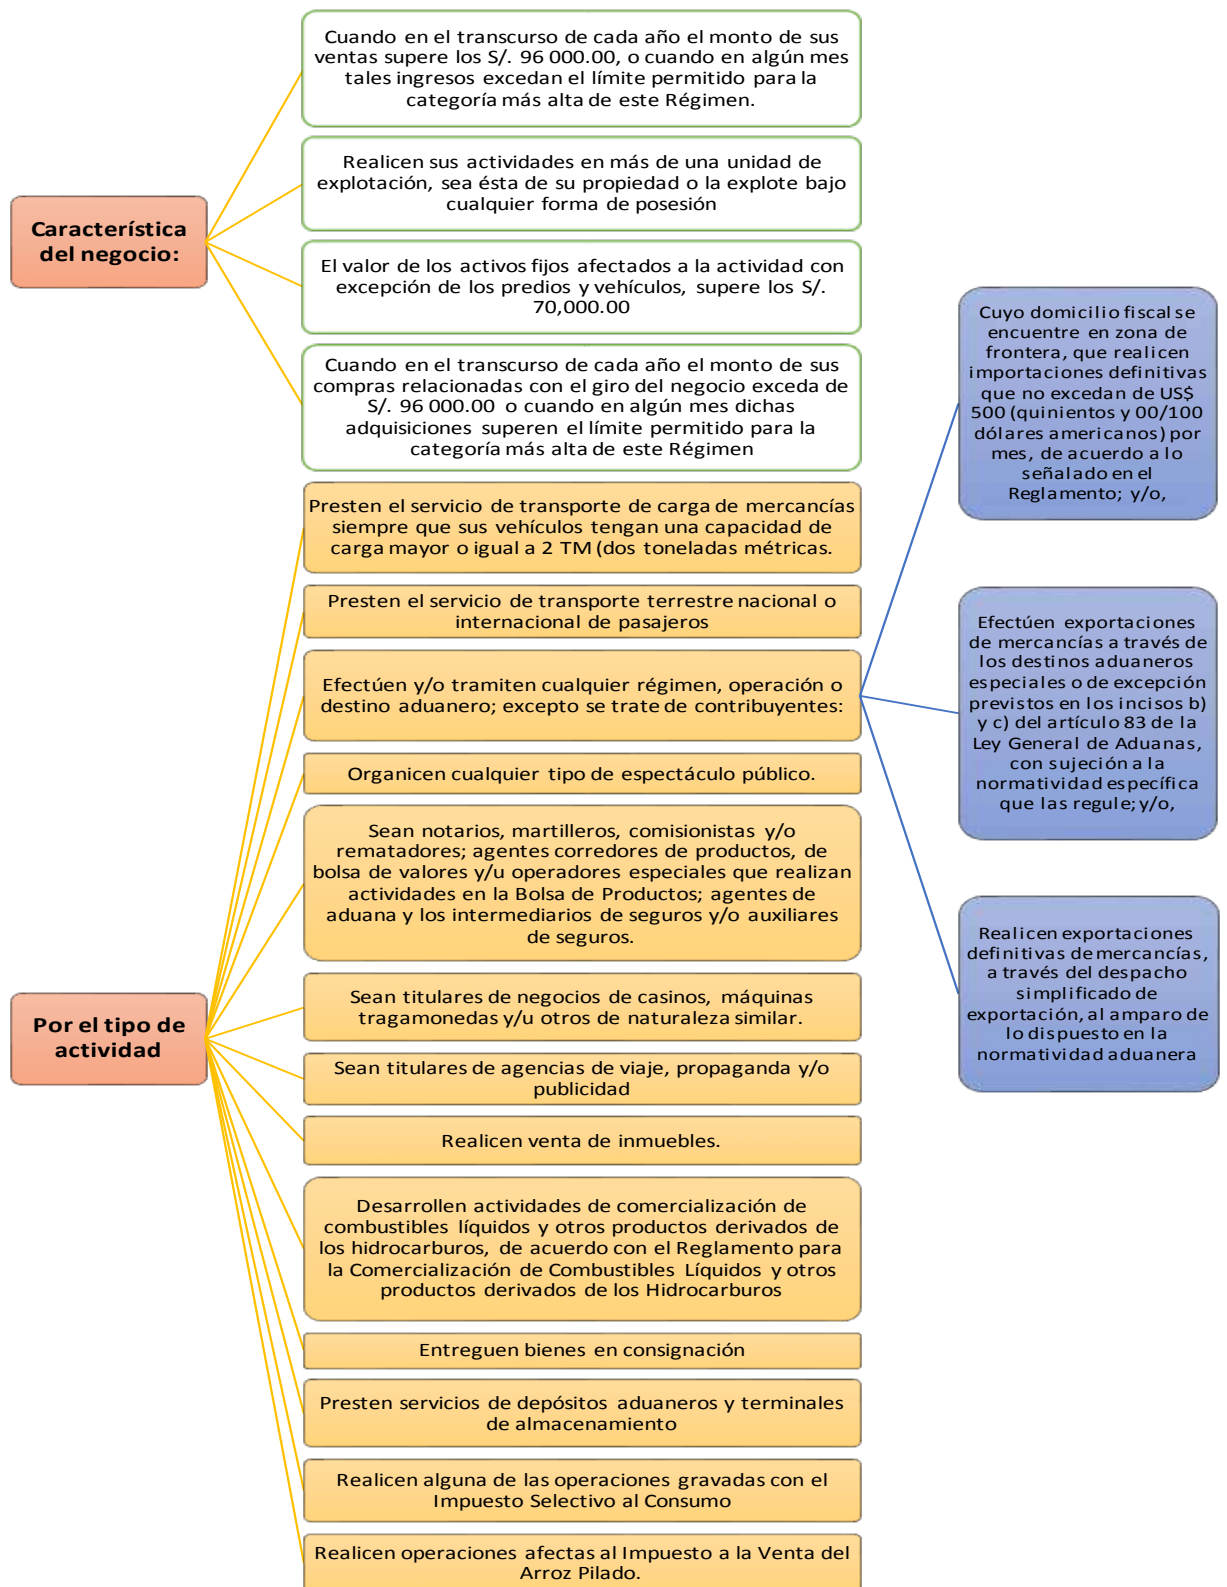 Característica
del negocio:
Cuando en el transcurso de cada año el monto de sus
ventas supere los S/. 96 000.00, o cuando en algún mes
tales ingresos excedan el límite permitido para la
categoría más alta de este Régimen.
Realicen sus actividades en más de una unidad de
explotación, sea ésta de su propiedad o la explote bajo
cualquier forma de posesión
El valor de los activos fijos afectados a la actividad con
excepción de los predios y vehículos, supere los S/.
70,000.00
Cuando en el transcurso de cada año el monto de sus
compras relacionadas con el giro del negocio exceda de
S/. 96 000.00 o cuando en algún mes dichas
adquisiciones superen el límite permitido para la
categoría más alta de este Régimen
Por el tipo de
actividad
Presten el servicio de transporte de carga de mercancías
siempre que sus vehículos tengan una capacidad de
carga mayor o igual a 2 TM (dos toneladas métricas.
Presten el servicio de transporte terrestre nacional o
internacional de pasajeros
Efectúen y/o tramiten cualquier régimen, operación o
destino aduanero; excepto se trate de contribuyentes:
Cuyo domicilio fiscal se
encuentre en zona de
frontera, que realicen
importaciones definitivas
que no excedan de US$
500 (quinientos y 00/100
dólares americanos) por
mes, de acuerdo a lo
señalado en el
Reglamento; y/o,
Efectúen exportaciones
de mercancías a través de
los destinos aduaneros
especiales o de excepción
previstos en los incisos b)
y c) del artículo 83 de la
Ley General de Aduanas,
con sujeción a la
normatividad específica
que las regule; y/o,
Realicen exportaciones
definitivas de mercancías,
a través del despacho
simplificado de
exportación, al amparo de
lo dispuesto en la
normatividad aduanera
Organicen cualquier tipo de espectáculo público.
Sean notarios, martilleros, comisionistas y/o
rematadores; agentes corredores de productos, de
bolsa de valores y/u operadores especiales que realizan
actividades en la Bolsa de Productos; agentes de
aduana y los intermediarios de seguros y/o auxiliares
de seguros.
Sean titulares de negocios de casinos, máquinas
tragamonedas y/u otros de naturaleza similar.
Sean titulares de agencias de viaje, propaganda y/o
publicidad
Realicen venta de inmuebles.
Desarrollen actividades de comercialización de
combustibles líquidos y otros productos derivados de
los hidrocarburos, de acuerdo con el Reglamento para
la Comercialización de Combustibles Líquidos y otros
productos derivados de los Hidrocarburos
Entreguen bienes en consignación
Presten servicios de depósitos aduaneros y terminales
de almacenamiento
Realicen alguna de las operaciones gravadas con el
Impuesto Selectivo al Consumo
Realicen operaciones afectas al Impuesto a la Venta del
Arroz Pilado.